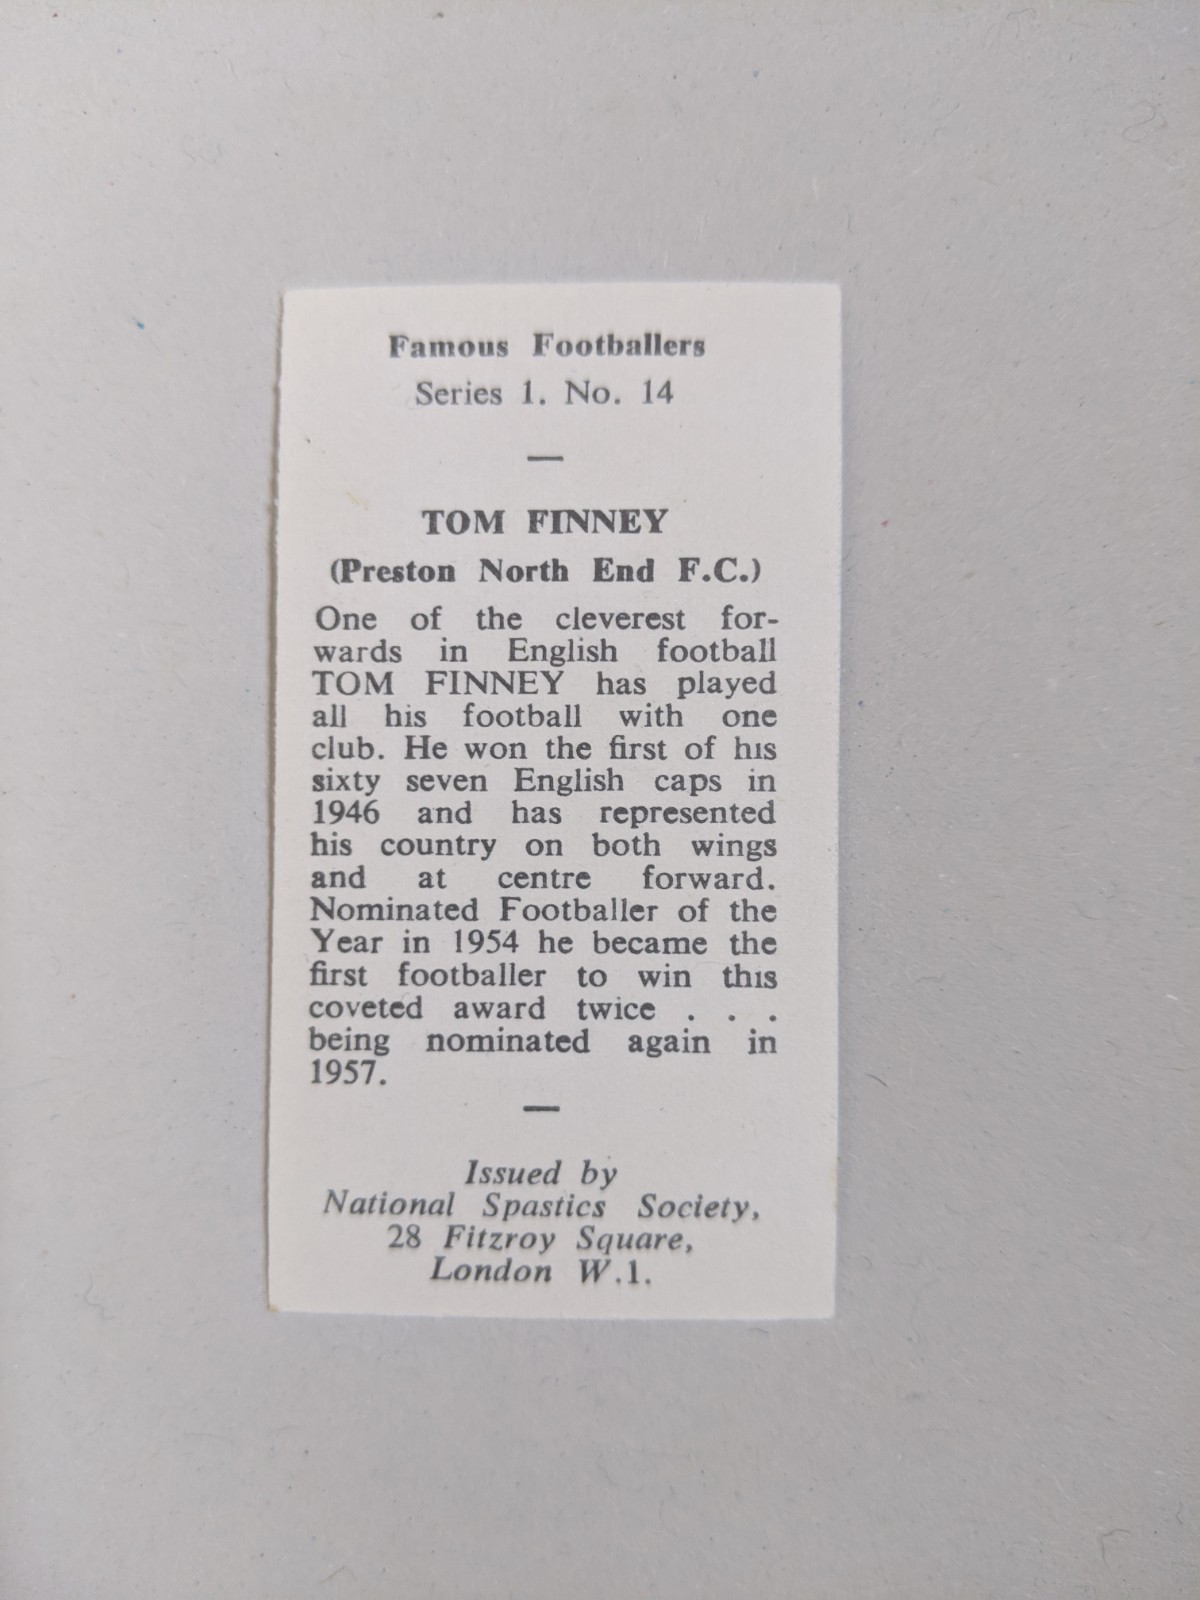 Famous Footballers
Series 1. No. 14
—
TOM FINNEY
(Preston North End F.C.)
One of the cleverest for-
wards in English football
TOM FINNEY has played
all his football with one
club. He won the first of his
sixty seven English caps in
1946 and has represented
his country on both wings
and at centre forward.
Nominated Footballer of the
Year in 1954 he became the
first footballer to win this
coveted award twice . . .
being nominated again in
1957.
—
Issued by
National Spastics Society,
28 Fitzroy Square,
London W.1.